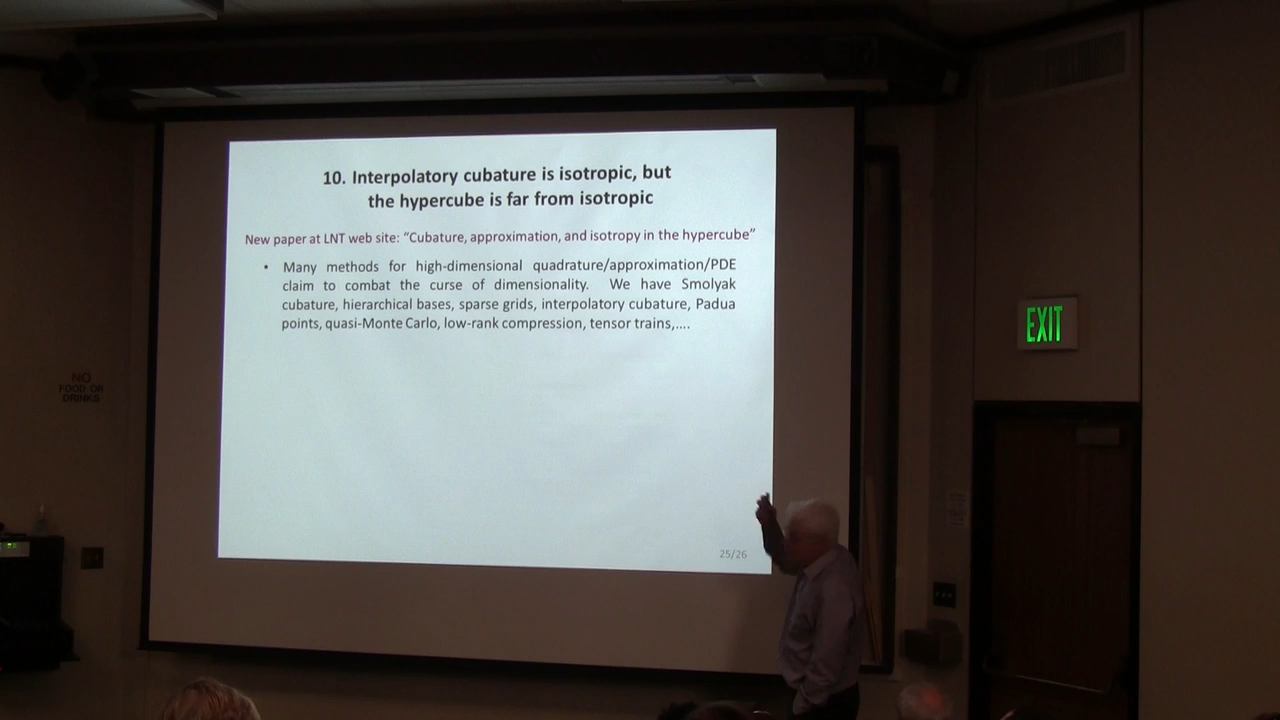 10. Interpolatory cubature is isotropic, but
the hypercube is far from isotropic
New paper at LNT web site: “Cubature, approximation, and isotropy in the hypercube”
• Many methods for high-dimensional quadrature/approximation/PDE
claim to combat the curse of dimensionality. We have Smolyak
cubature, hierarchical bases, sparse grids, interpolatory cubature, Padua
points, quasi-Monte Carlo, low-rank compression, tensor trains,....
25/26
EXIT
NO
FOOD OR
DRINKS